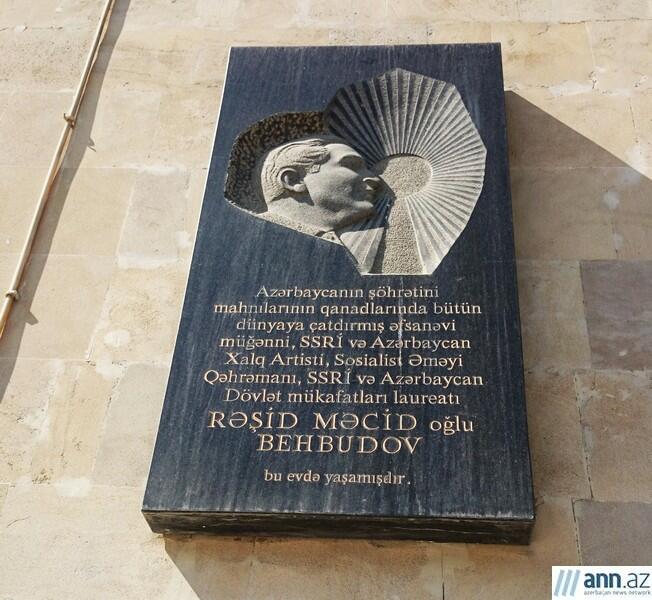 Azərbaycanın şöhrətini
mahnılarının qanadlarında bütün
dünyaya çatdırmış əfsanəvi
müğənni, SSRİ və Azərbaycan
Xalq Artisti, Sosialist Əməyi
Qəhrəmanı, SSRİ və Azərbaycan
Dövlət mükafatları laureatı
RƏŞİD MƏCİD oğlu
BEHBUDOV
bu evdə yaşamışdır.
ann.az
azerbaijan news network